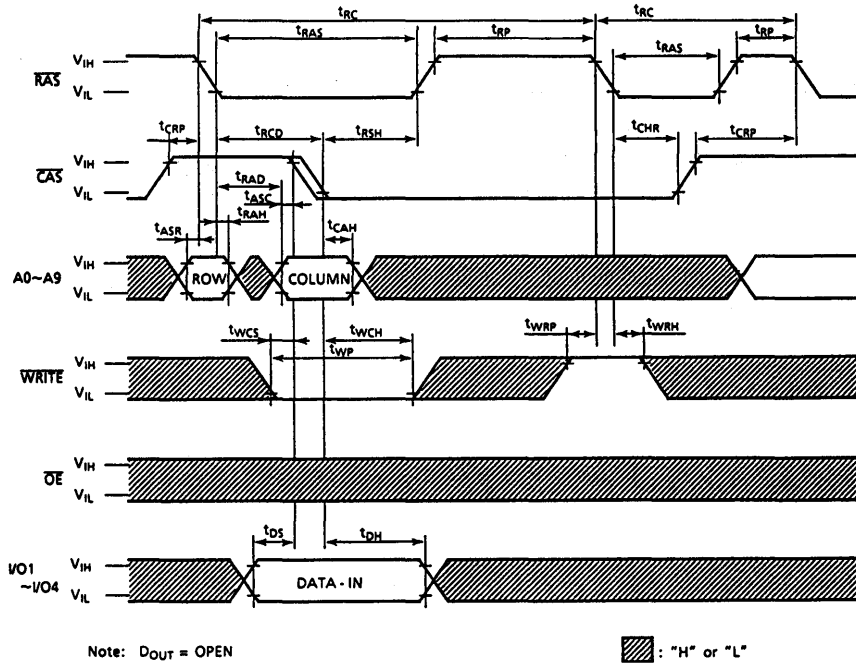 tRC tRC
tRAS tRP tRAS tRP
RAS VIH
VIL
tCRP tRCD tRSH tCHR tCRP
CAS VIH
VIL
tRAD
tASC
tASR tRAH tCAH
A0~A9 VIH
VIL
ROW COLUMN
tWCS tWCH tWRP tWRH
tWP
WRITE VIH
VIL
OE VIH
VIL
tDS tDH
I/O1
~I/O4
VIH
VIL
DATA - IN
Note: DOUT = OPEN : "H" or "L"